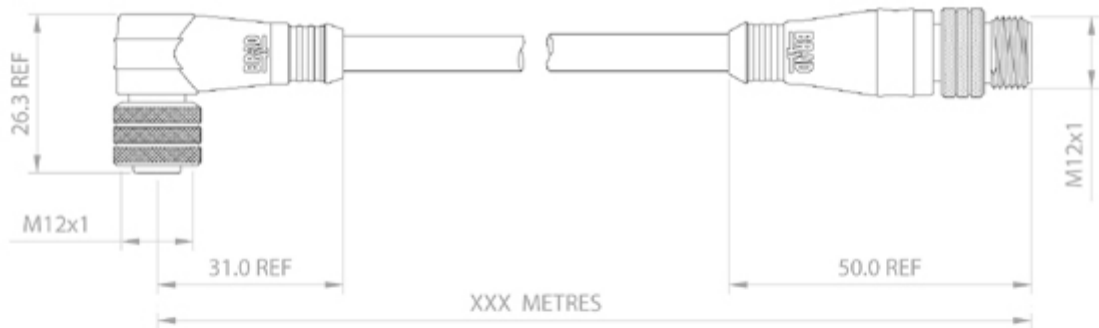 26.3 REF
M12x1
31.0 REF
XXX METRES
50.0 REF
M12x1